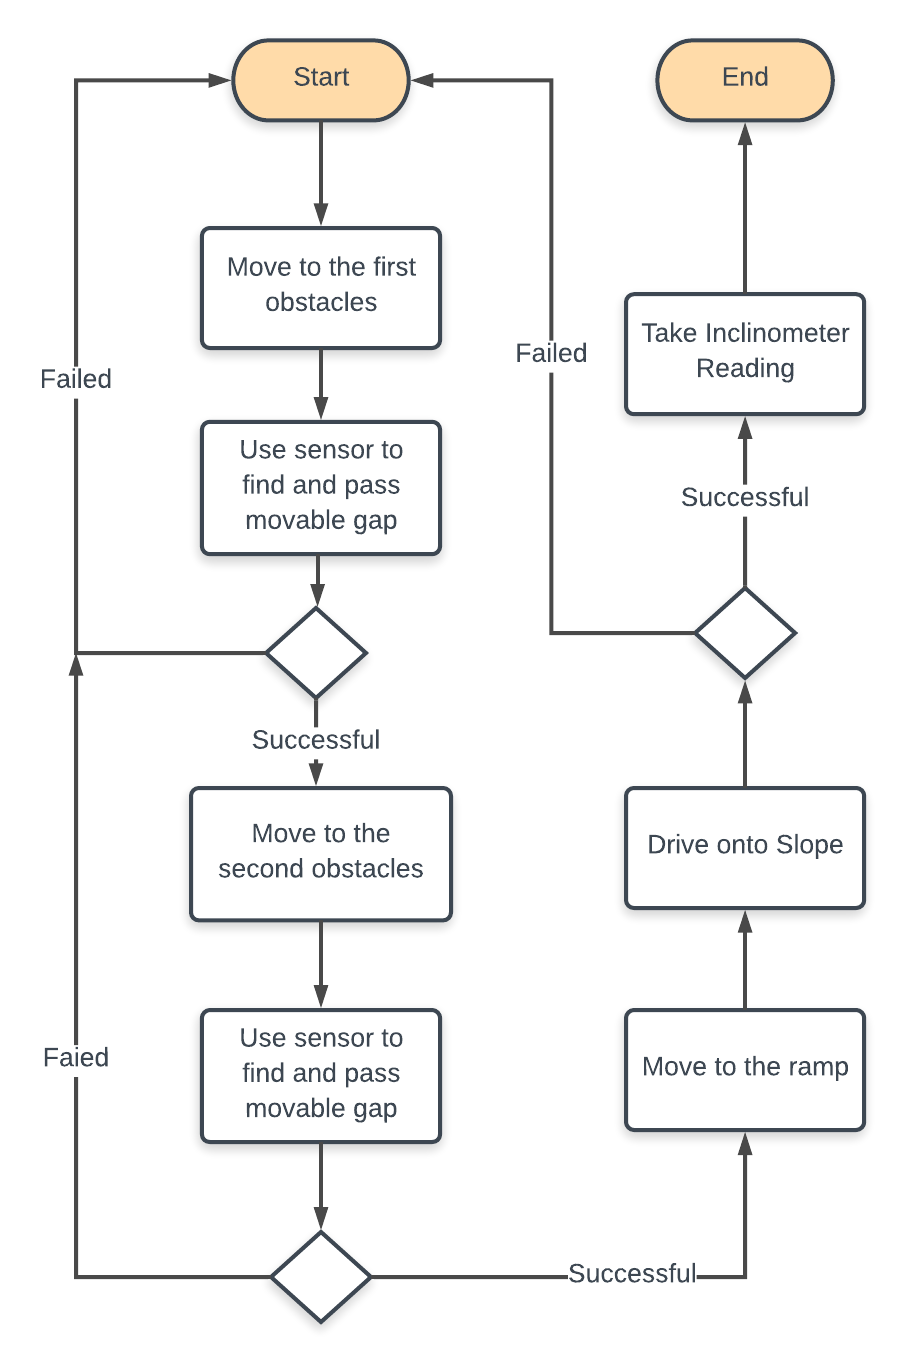 Start
End
Move to the first
obstacles
Take Inclinometer
Reading
Failed
Failed
Use sensor to
find and pass
movable gap
Successful
Successful
Move to the
second obstacles
Drive onto Slope
Use sensor to
find and pass
movable gap
Faied
Move to the ramp
Successful